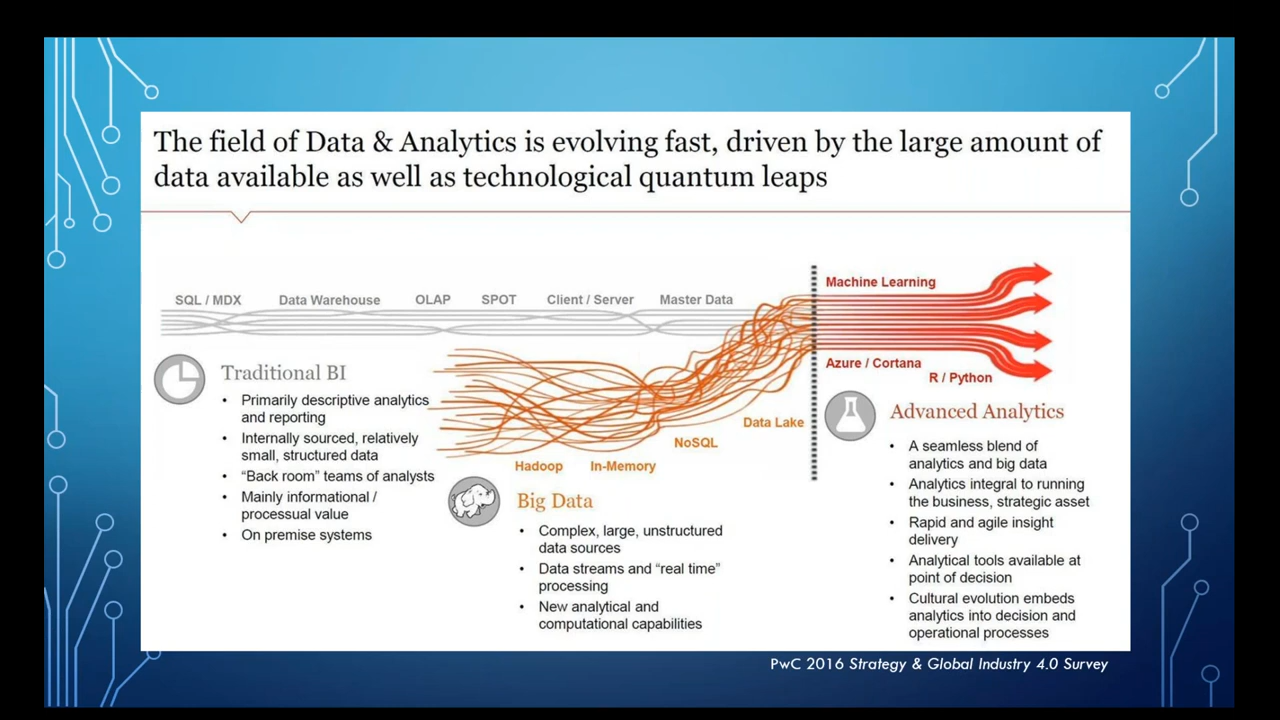 The field of Data & Analytics is evolving fast, driven by the large amount of
data available as well as technological quantum leaps
SQL / MDX
Data Warehouse
OLAP
SPOT
Client / Server
Master Data
Machine Learning
Azure / Cortana
R / Python
Data Lake
NoSQL
In-Memory
Hadoop
Traditional BI
• Primarily descriptive analytics
and reporting
• Internally sourced, relatively
small, structured data
• “Back room” teams of analysts
• Mainly informational /
processual value
• On premise systems
Big Data
• Complex, large, unstructured
data sources
• Data streams and “real time”
processing
• New analytical and
computational capabilities
Advanced Analytics
• A seamless blend of
analytics and big data
• Analytics integral to running
the business, strategic asset
• Rapid and agile insight
delivery
• Analytical tools available at
point of decision
• Cultural evolution embeds
analytics into decision and
operational processes
PwC 2016 Strategy & Global Industry 4.0 Survey